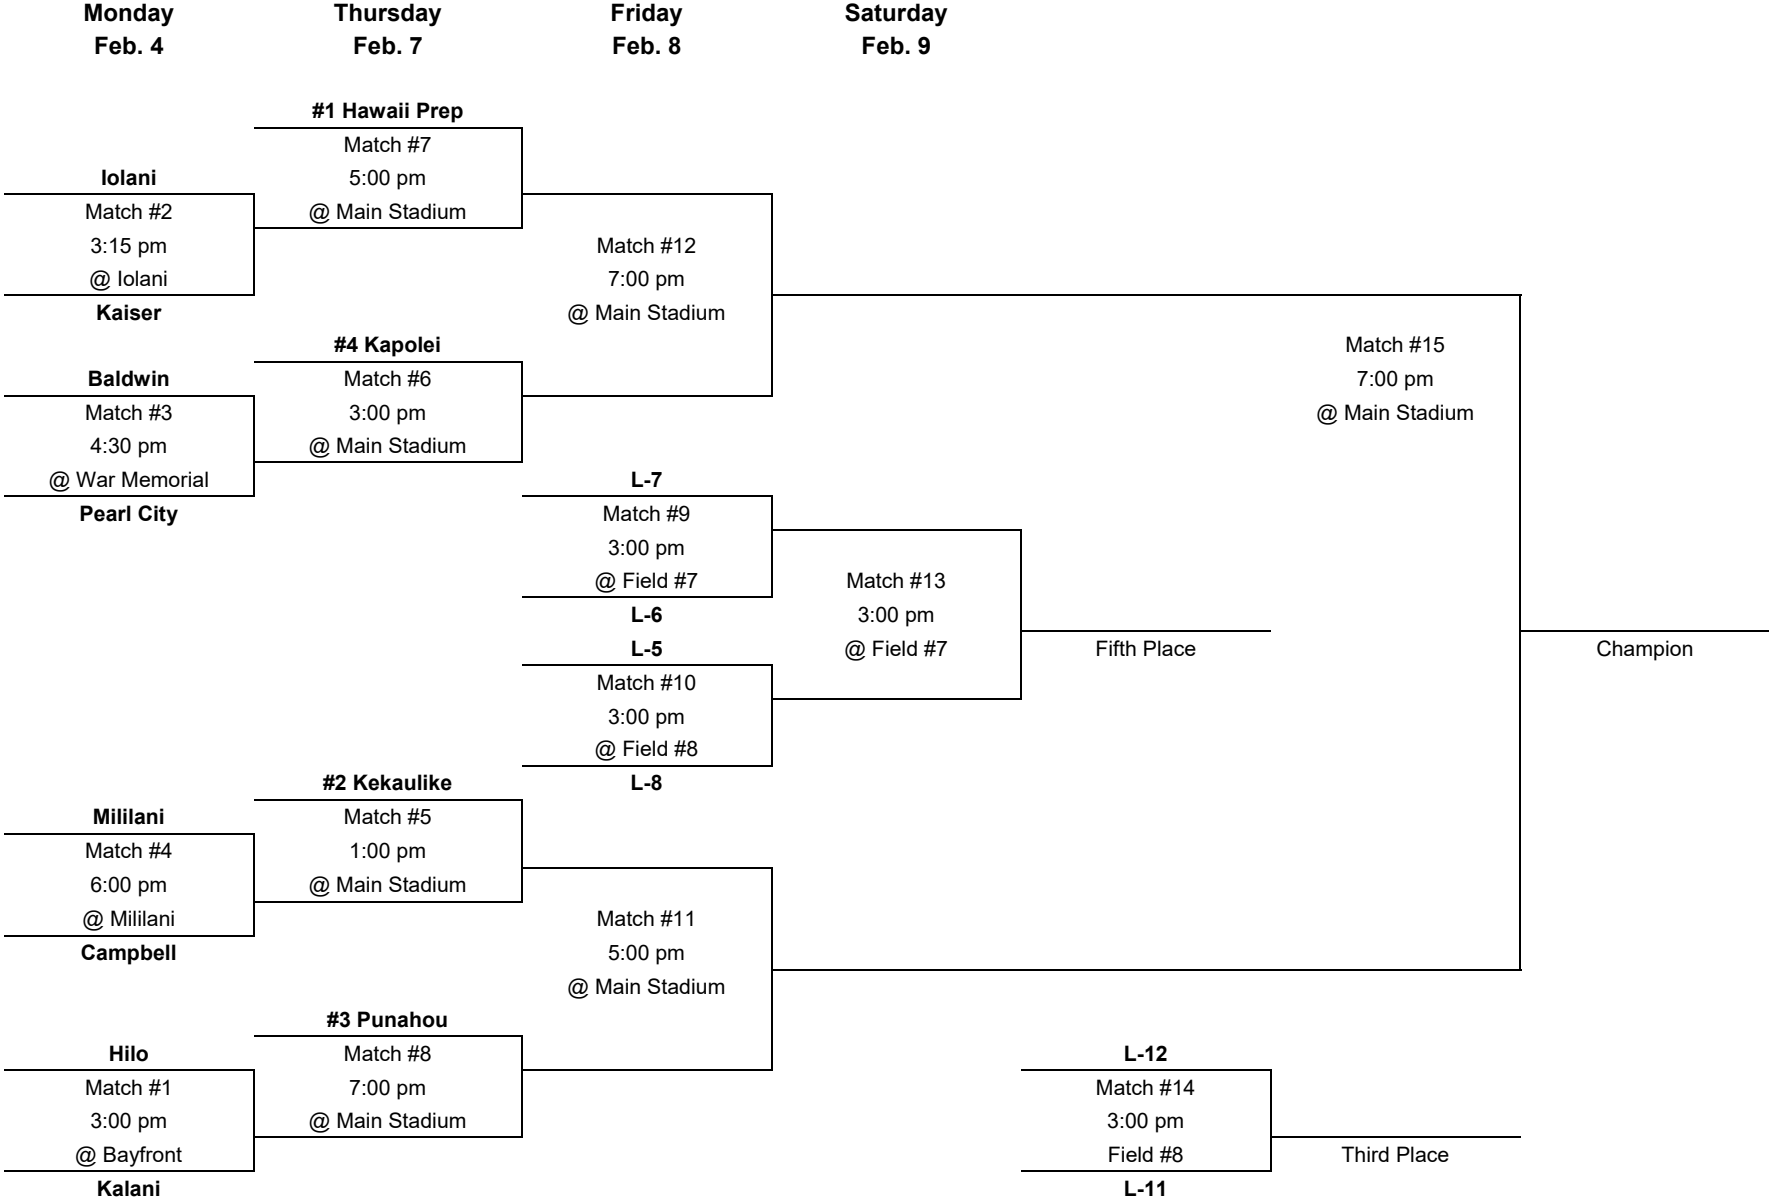 Monday
Feb. 4
Thursday
Feb. 7
Friday
Feb. 8
Saturday
Feb. 9
Iolani
Match #2
3:15 pm
@ Iolani
Kaiser
Baldwin
Match #3
4:30 pm
@ War Memorial
Pearl City
Mililani
Match #4
6:00 pm
@ Mililani
Campbell
Hilo
Match #1
3:00 pm
@ Bayfront
Kalani
#1 Hawaii Prep
Match #7
5:00 pm
@ Main Stadium
#4 Kapolei
Match #6
3:00 pm
@ Main Stadium
#2 Kekaulike
Match #5
1:00 pm
@ Main Stadium
#3 Punahou
Match #8
7:00 pm
@ Main Stadium
Match #12
7:00 pm
@ Main Stadium
L-7
Match #9
3:00 pm
@ Field #7
L-6
L-5
Match #10
3:00 pm
@ Field #8
L-8
Match #11
5:00 pm
@ Main Stadium
Match #13
3:00 pm
@ Field #7
Fifth Place
L-12
Match #14
3:00 pm
Field #8
L-11
Third Place
Match #15
7:00 pm
@ Main Stadium
Champion